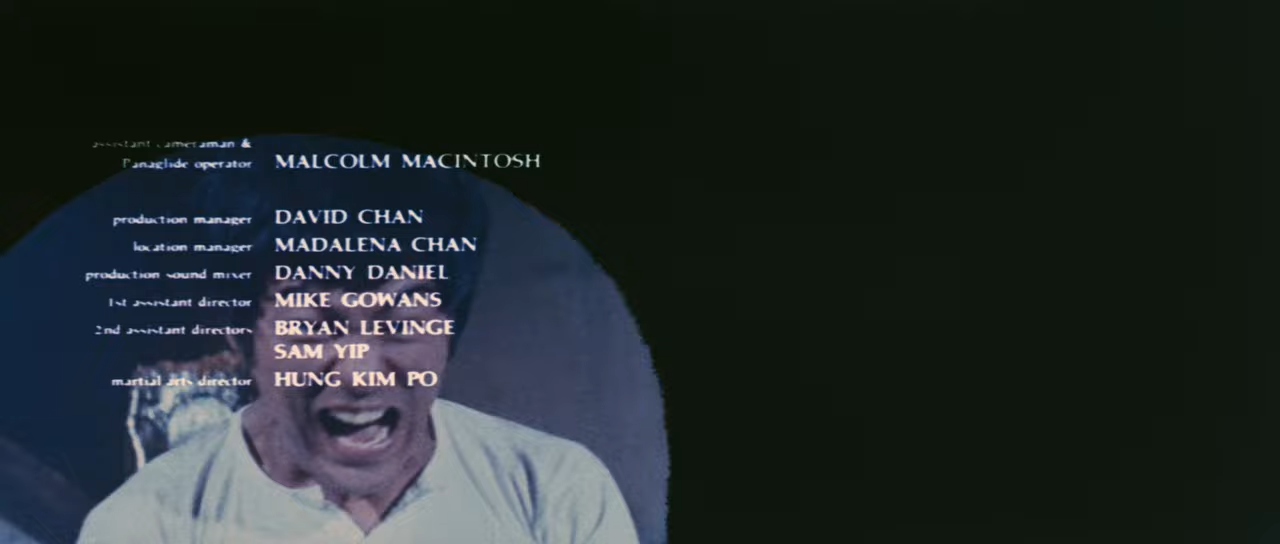 assistant cameraman &
Panaglide operator MALCOLM MACINTOSH
production manager DAVID CHAN
location manager MADALENA CHAN
production sound mixer DANNY DANIEL
1st assistant director MIKE GOWANS
2nd assistant directors BRYAN LEVINGE
SAM YIP
martial arts director HUNG KIM PO